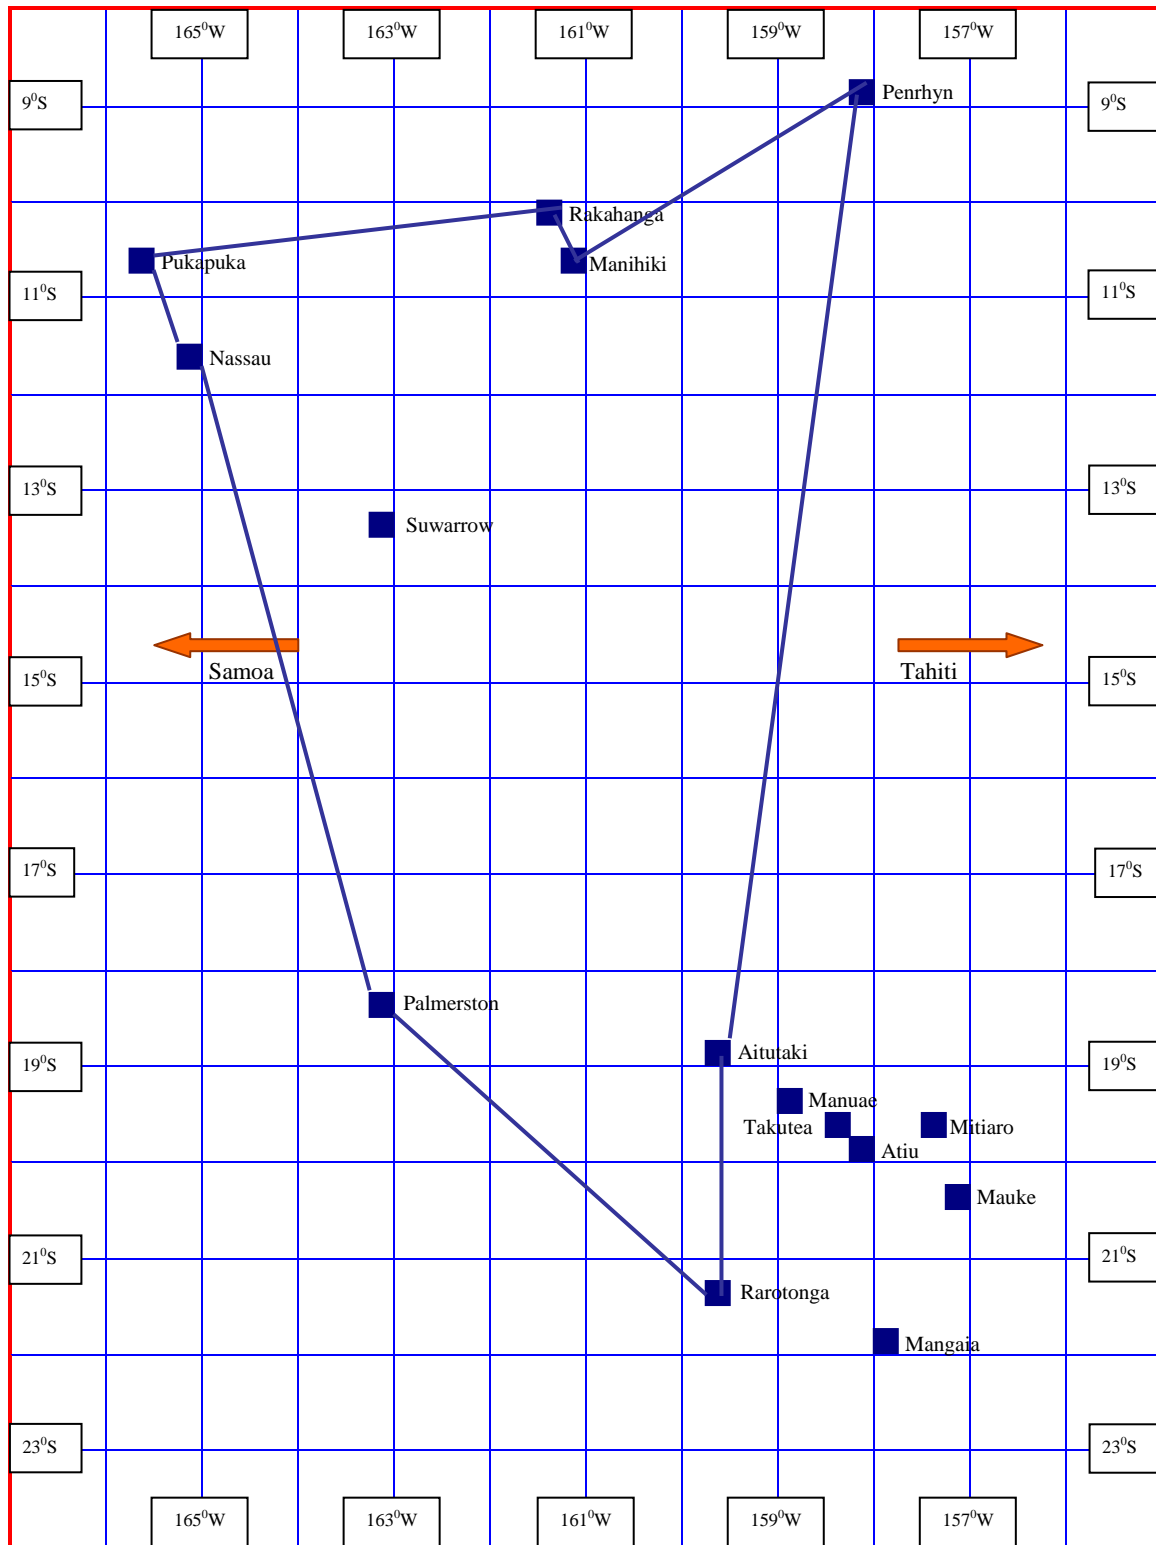 165⁰W 163⁰W 161⁰W 159⁰W 157⁰W
Penrhyn
9⁰S 9⁰S
Rakahanga
Pukapuka Manihiki
11⁰S 11⁰S
Nassau
13⁰S 13⁰S
Suwarrow
Samoa Tahiti
15⁰S 15⁰S
17⁰S 17⁰S
Palmerston
Aitutaki
19⁰S 19⁰S
Manuae
Takutea Mitiaro
Atiu
Mauke
21⁰S 21⁰S
Rarotonga
Mangaia
23⁰S 23⁰S
165⁰W 163⁰W 161⁰W 159⁰W 157⁰W